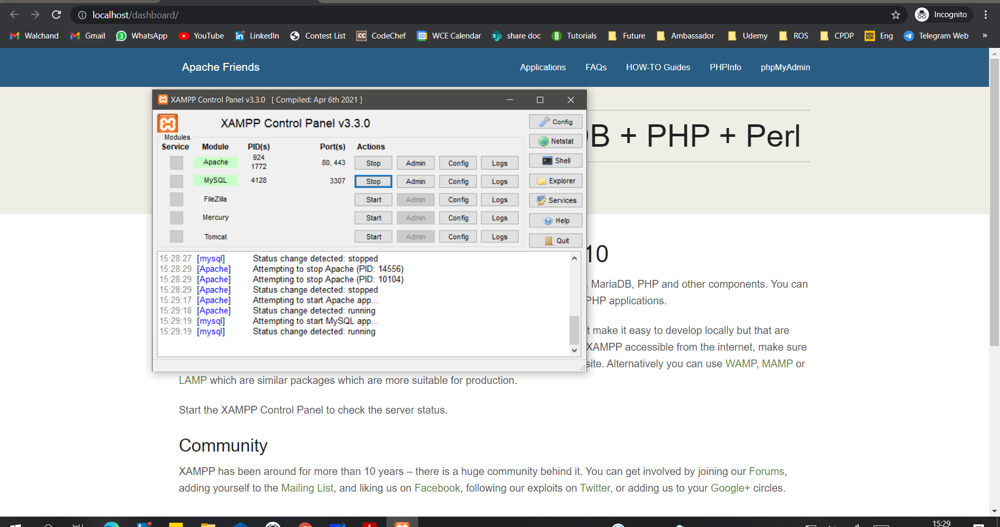 localhost/dashboard/
Incognito
Walchand Gmail WhatsApp YouTube LinkedIn Contest List CodeChef WCE Calendar share doc Tutorials Future Ambassador Udemy ROS CPDP Eng Telegram Web »
Apache Friends
Applications FAQs HOW-TO Guides PHPInfo phpMyAdmin
XAMPP Control Panel v3.3.0 [ Compiled: Apr 6th 2021 ]
XAMPP Control Panel v3.3.0
Config
Modules
Service Module PID(s) Port(s) Actions
Netstat
Apache 924 1772 80, 443 Stop Admin Config Logs
Shell
MySQL 4128 3307 Stop Admin Config Logs
Explorer
FileZilla Start Admin Config Logs
Services
Mercury Start Admin Config Logs
Help
Tomcat Start Admin Config Logs
Quit
15:28:27 [mysql] Status change detected: stopped
15:28:29 [Apache] Attempting to stop Apache (PID: 14556)
15:28:29 [Apache] Attempting to stop Apache (PID: 10104)
15:28:29 [Apache] Status change detected: stopped
15:29:17 [Apache] Attempting to start Apache app...
15:29:18 [Apache] Status change detected: running
15:29:19 [mysql] Attempting to start MySQL app...
15:29:19 [mysql] Status change detected: running
B + PHP + Perl
10
, MariaDB, PHP and other components. You can
PHP applications.
t make it easy to develop locally but that are
XAMPP accessible from the internet, make sure
site. Alternatively you can use WAMP, MAMP or
LAMP which are similar packages which are more suitable for production.
Start the XAMPP Control Panel to check the server status.
Community
XAMPP has been around for more than 10 years – there is a huge community behind it. You can get involved by joining our Forums,
adding yourself to the Mailing List, and liking us on Facebook, following our exploits on Twitter, or adding us to your Google+ circles.
15:29